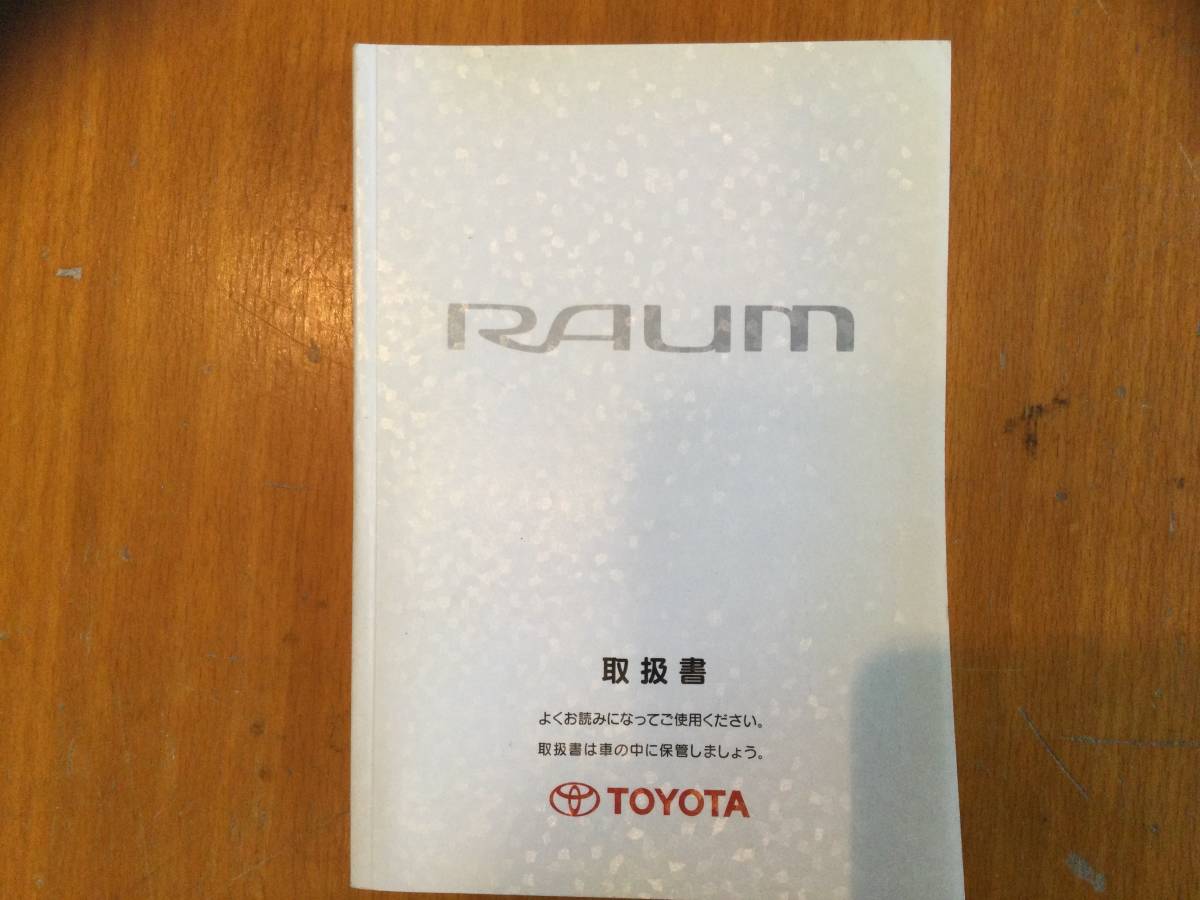 RAUM
取扱書
よくお読みになってご使用ください。
取扱書は車の中に保管しましょう。
TOYOTA